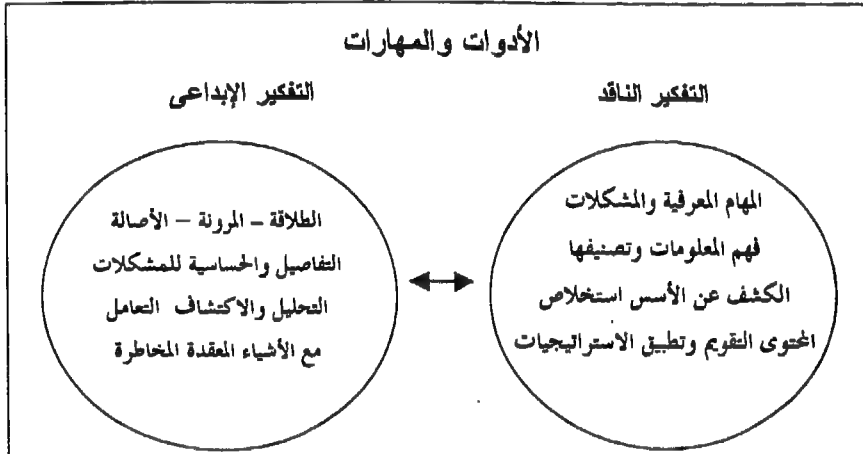 الأدوات والمهارات
التفكير الناقد
التفكير الإبداعى
المهام المعرفية والمشكلات
فهم المعلومات وتصنيفها
الكشف عن الأسس استخلاص
المحتوى التقويم وتطبيق الاستراتيجيات
الطلاقة – المرونة – الأصالة
التفاصيل والحساسية للمشكلات
التحليل والاكتشاف التعامل
مع الأشياء المعقدة المخاطرة